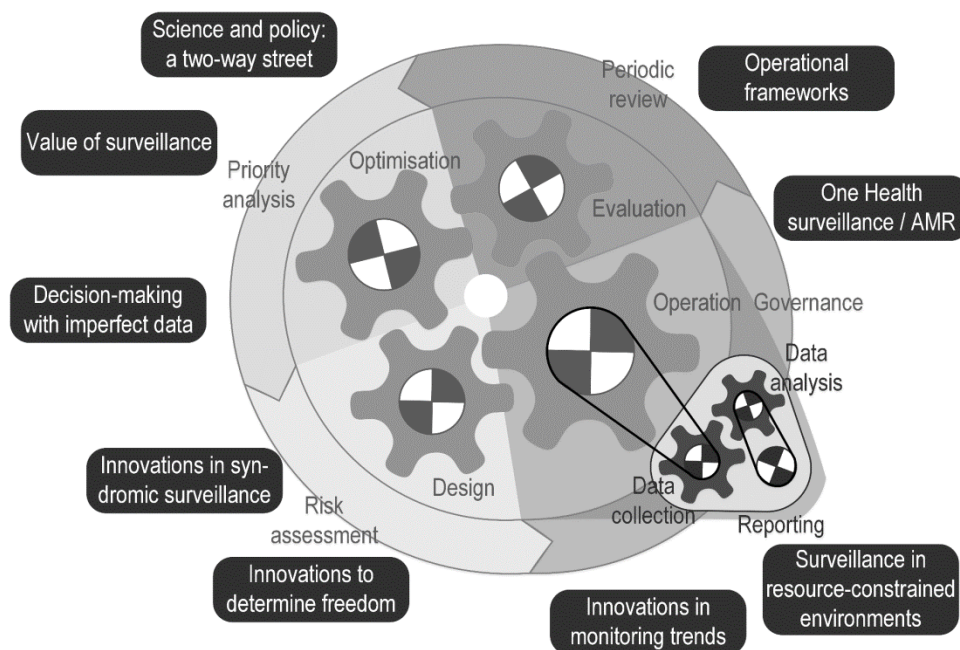 Science and policy:
a two-way street
Periodic
review
Operational
frameworks
Value of surveillance
Priority
analysis
Optimisation
Evaluation
One Health
surveillance / AMR
Decision-making
with imperfect data
Operation
Governance
Data
analysis
Innovations in syn-
dromic surveillance
Design
Risk
assessment
Data
collection
Reporting
Innovations to
determine freedom
Innovations in
monitoring trends
Surveillance in
resource-constrained
environments